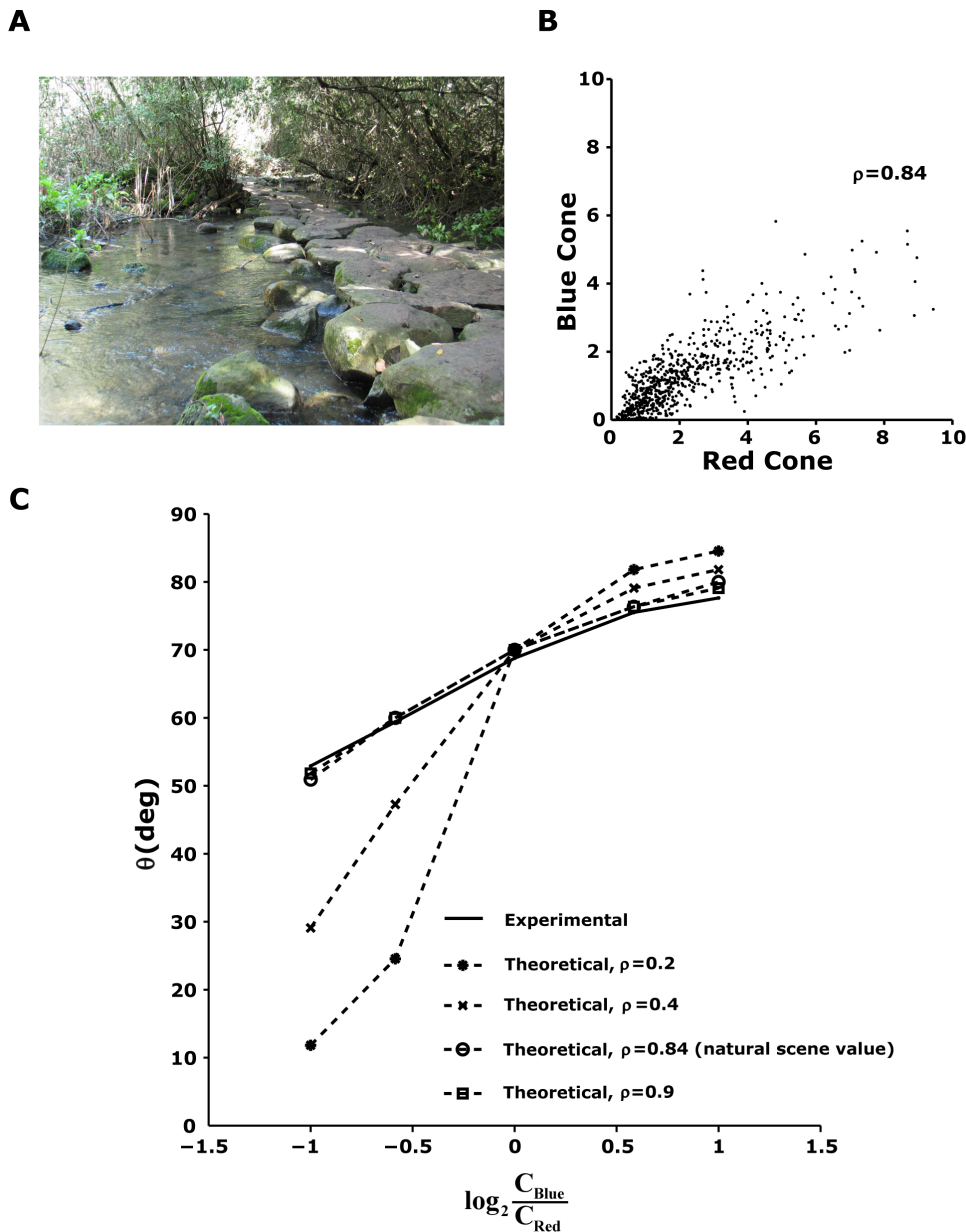 A
B
10
8
6
4
2
0
0
2
4
6
8
10
Blue Cone
Red Cone
ρ=0.84
C
90
80
70
60
50
40
30
20
10
0
−1.5
−1
−0.5
0
0.5
1
1.5
θ(deg)
Experimental
Theoretical, ρ=0.2
Theoretical, ρ=0.4
Theoretical, ρ=0.84 (natural scene value)
Theoretical, ρ=0.9
log₂ C_Blue / C_Red